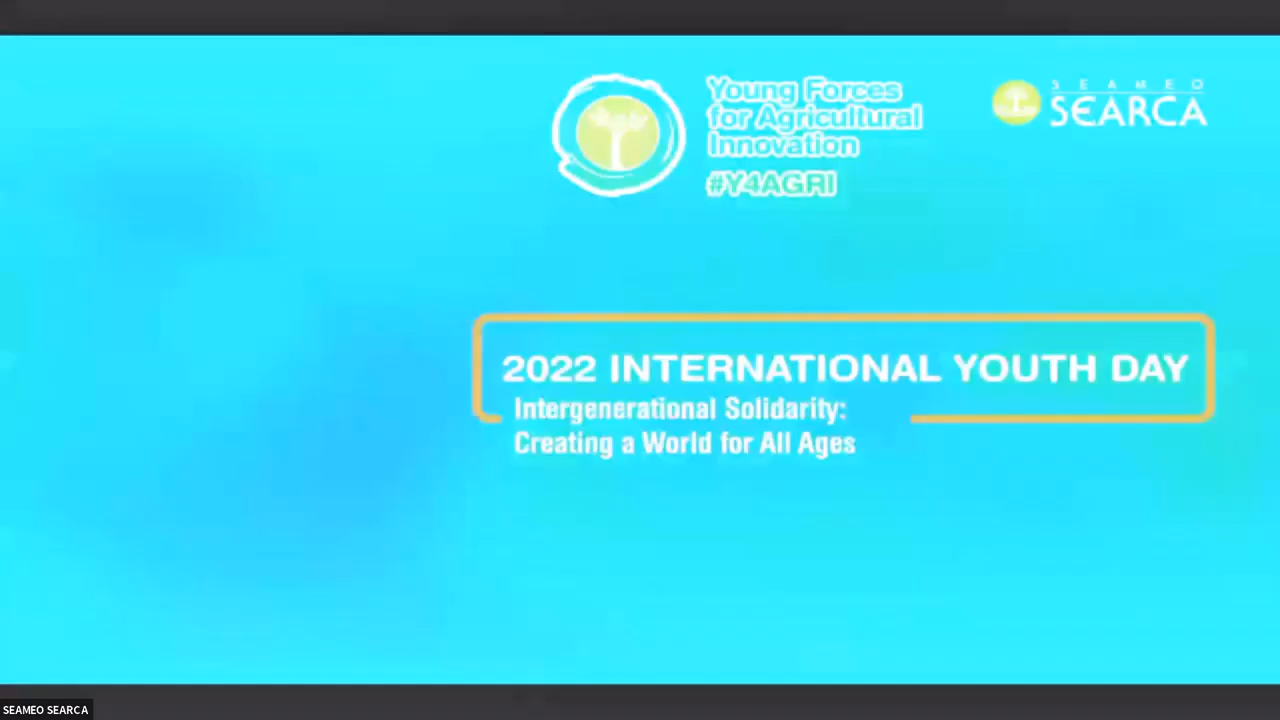 Young Forces
for Agricultural
Innovation
#Y4AGRI
SEAMEO
SEARCA
2022 INTERNATIONAL YOUTH DAY
Intergenerational Solidarity:
Creating a World for All Ages
SEAMEO SEARCA